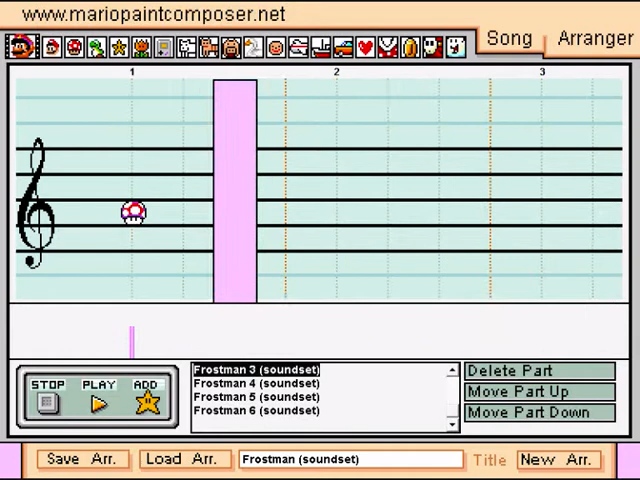 www.mariopaintcomposer.net
Song Arranger
1 2 3
STOP PLAY ADD
Frostman 3 (soundset)
Frostman 4 (soundset)
Frostman 5 (soundset)
Frostman 6 (soundset)
Delete Part
Move Part Up
Move Part Down
Save Arr. Load Arr. Frostman (soundset) Title New Arr.